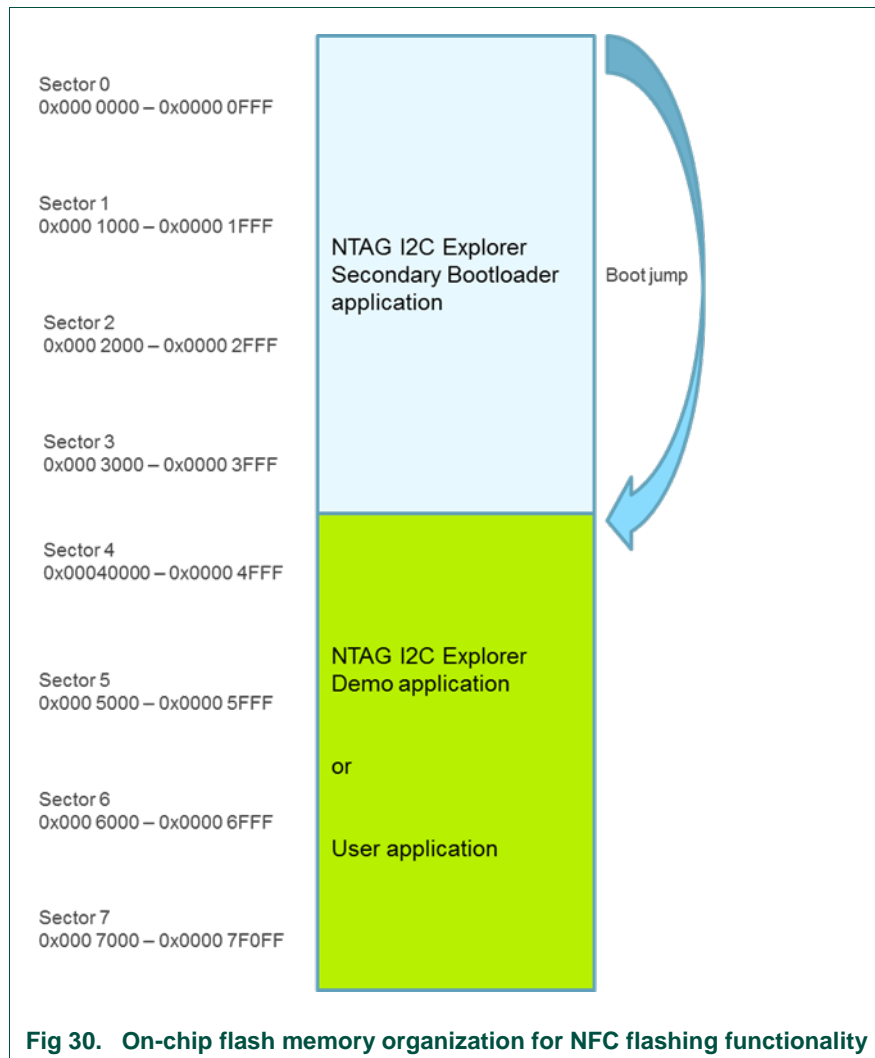 Sector 0
0x000 0000 – 0x0000 0FFF
Sector 1
0x000 1000 – 0x0000 1FFF
NTAG I2C Explorer
Secondary Bootloader
application
Boot jump
Sector 2
0x000 2000 – 0x0000 2FFF
Sector 3
0x000 3000 – 0x0000 3FFF
Sector 4
0x00040000 – 0x0000 4FFF
NTAG I2C Explorer
Demo application
Sector 5
0x000 5000 – 0x0000 5FFF
or
Sector 6
0x000 6000 – 0x0000 6FFF
User application
Sector 7
0x000 7000 – 0x0000 7F0FF
Fig 30. On-chip flash memory organization for NFC flashing functionality